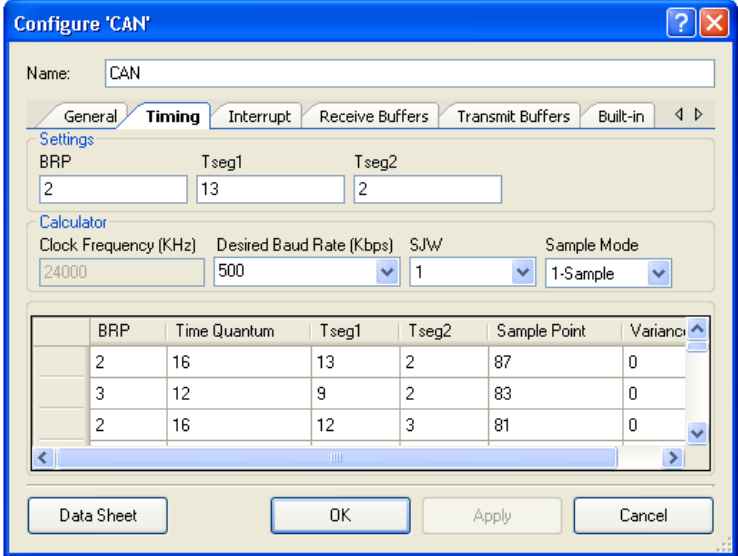 Configure 'CAN'
Name: CAN
General Timing Interrupt Receive Buffers Transmit Buffers Built-in
Settings
BRP Tseg1 Tseg2
2 13 2
Calculator
Clock Frequency (KHz) Desired Baud Rate (Kbps) SJW Sample Mode
24000 500 1 1-Sample
BRP Time Quantum Tseg1 Tseg2 Sample Point
2 16 13 2 87 0
3 12 9 2 83 0
2 16 12 3 81 0
Data Sheet OK Apply Cancel